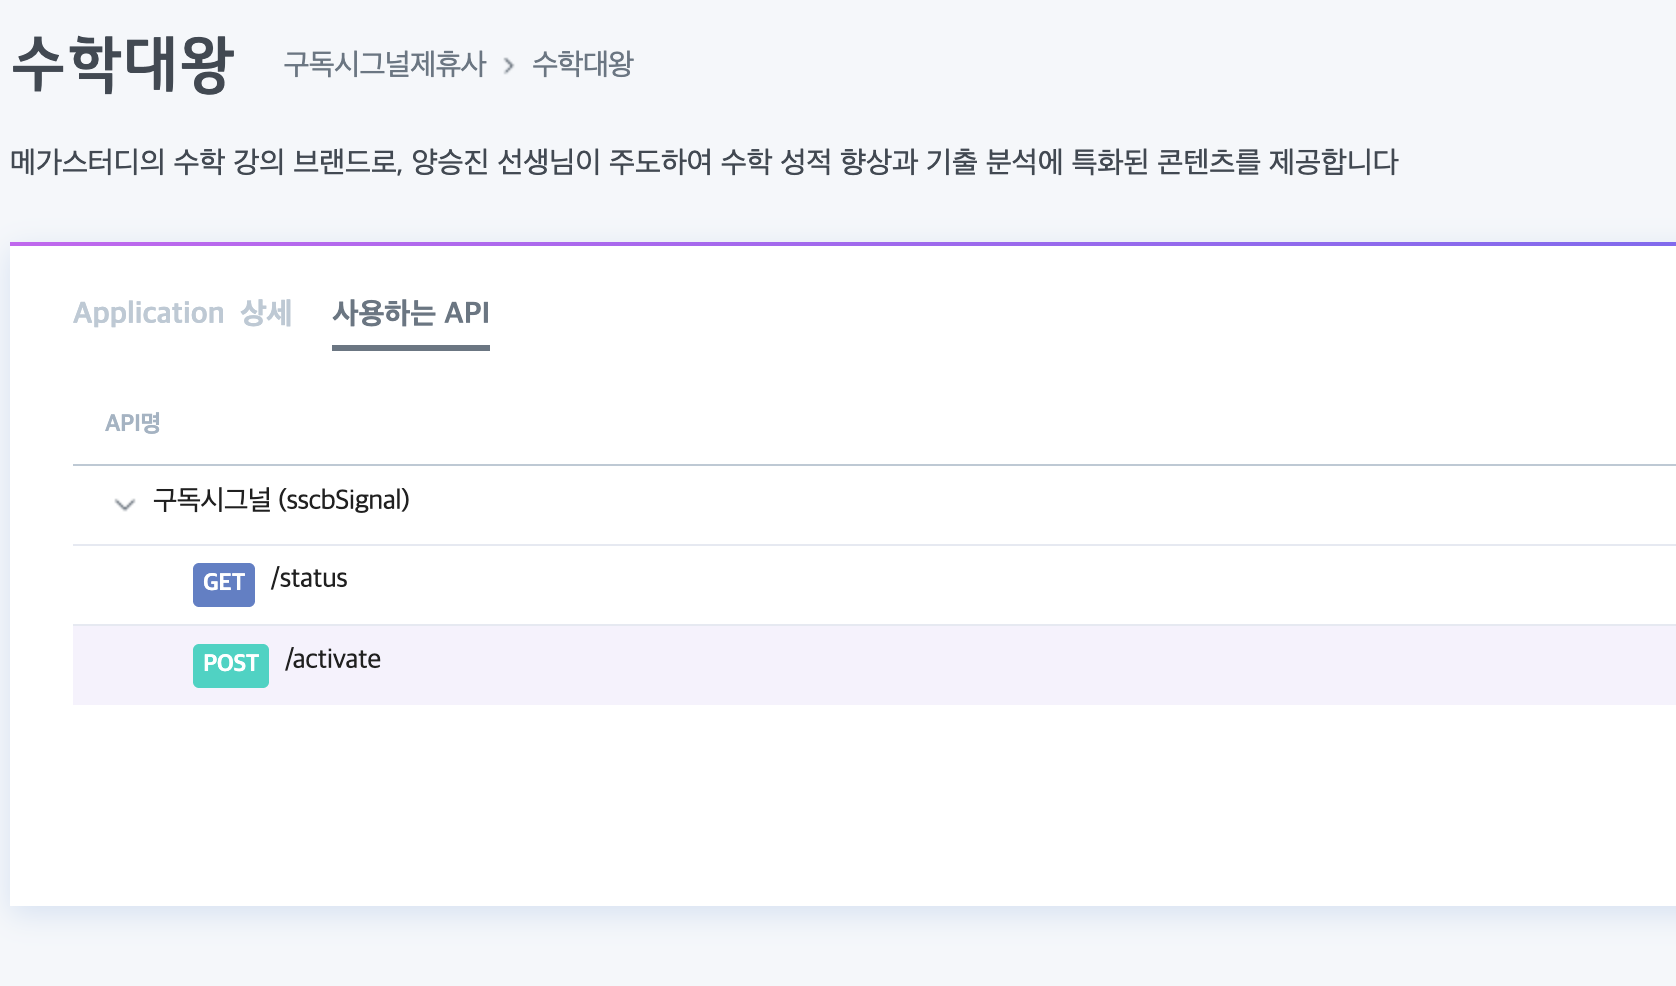 수학대왕 구독시그널제휴사 > 수학대왕
메가스터디의 수학 강의 브랜드로, 양승진 선생님이 주도하여 수학 성적 향상과 기출 분석에 특화된 콘텐츠를 제공합니다
Application 상세 사용하는 API
API명
구독시그널 (sscbSignal)
GET /status
POST /activate